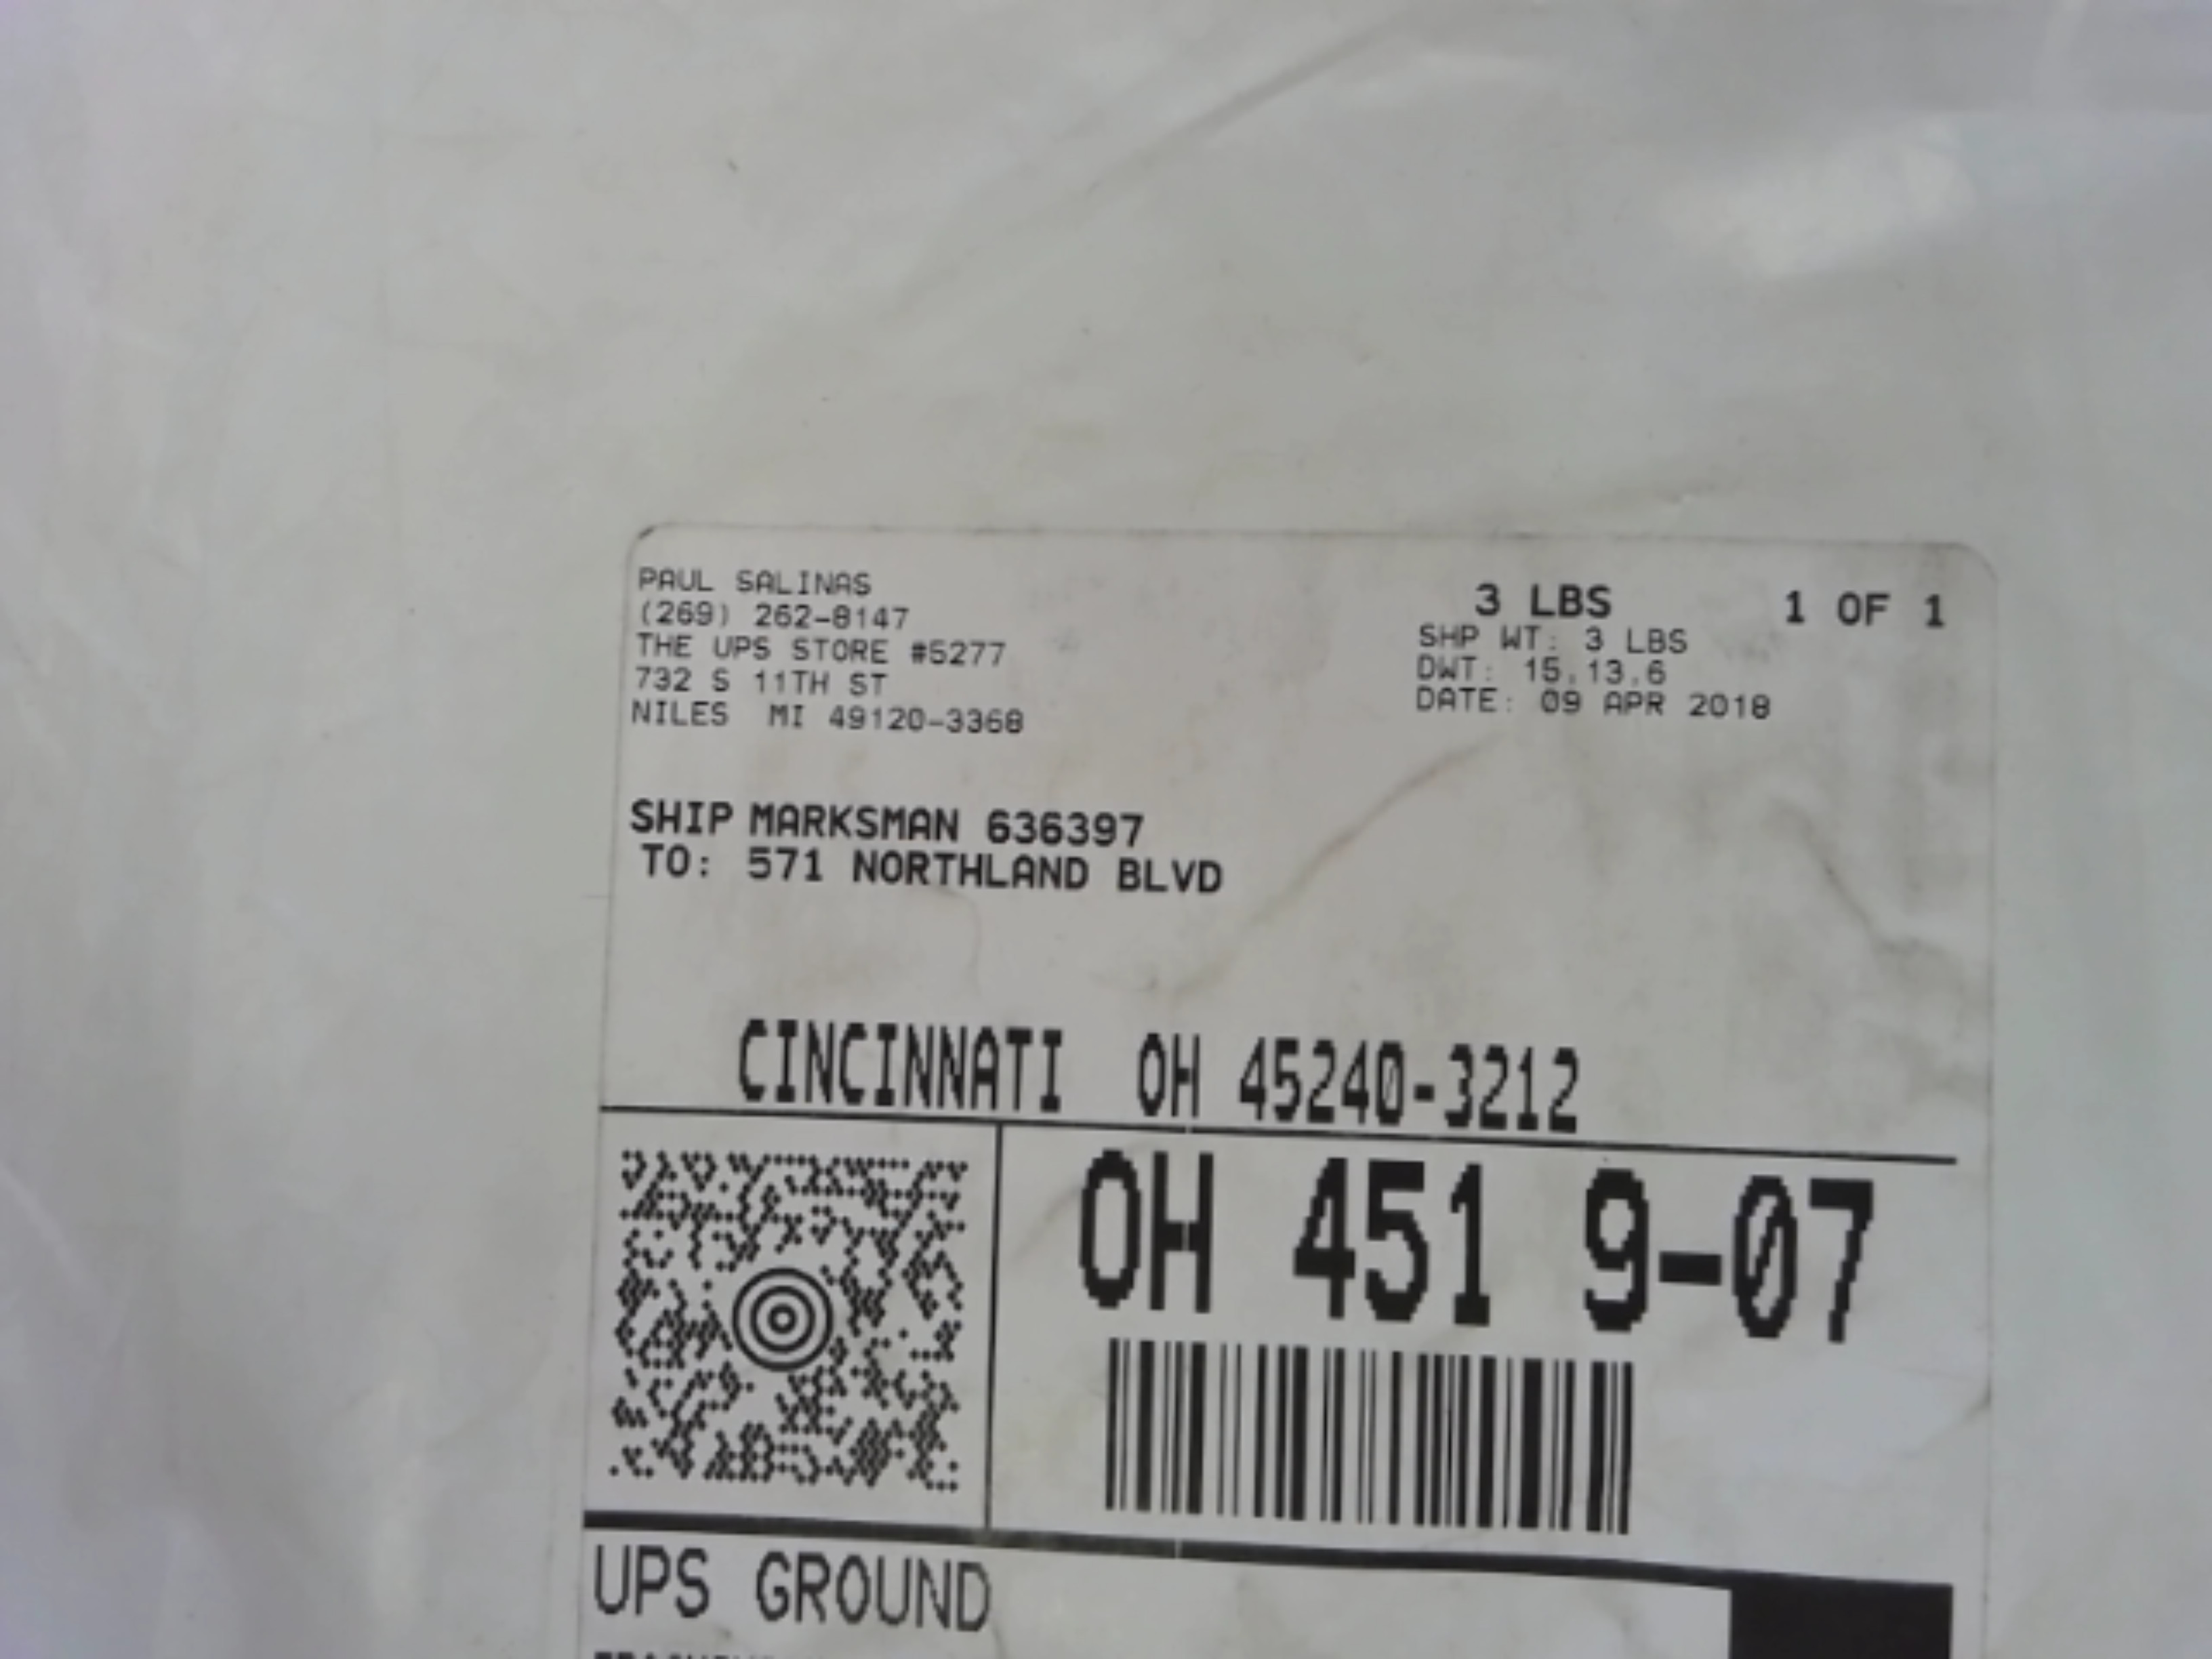 PAUL SALINAS
(269) 262-8147
THE UPS STORE #5277
732 S 11TH ST
NILES MI 49120-3368
3 LBS 1 OF 1
SHP WT: 3 LBS
DWT: 15,13,6
DATE: 09 APR 2018
SHIP MARKSMAN 636397
TO: 571 NORTHLAND BLVD
CINCINNATI OH 45240-3212
OH 451 9-07
UPS GROUND